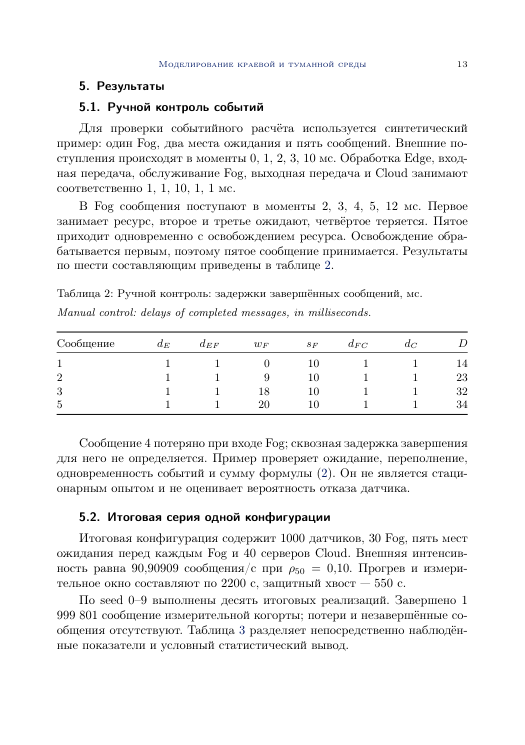 Моделирование краевой и туманной среды 13
5. Результаты
5.1. Ручной контроль событий
Для проверки событийного расчёта используется синтетический
пример: один Fog, два места ожидания и пять сообщений. Внешние по-
ступления происходят в моменты 0, 1, 2, 3, 10 мс. Обработка Edge, вход-
ная передача, обслуживание Fog, выходная передача и Cloud занимают
соответственно 1, 1, 10, 1, 1 мс.
В Fog сообщения поступают в моменты 2, 3, 4, 5, 12 мс. Первое
занимает ресурс, второе и третье ожидают, четвёртое теряется. Пятое
приходит одновременно с освобождением ресурса. Освобождение обра-
батывается первым, поэтому пятое сообщение принимается. Результаты
по шести составляющим приведены в таблице 2.
Таблица 2: Ручной контроль: задержки завершённых сообщений, мс.
Manual control: delays of completed messages, in milliseconds.
Сообщение d_E d_{EF} w_F s_F d_{FC} d_C D
1 1 1 0 10 1 1 14
2 1 1 9 10 1 1 23
3 1 1 18 10 1 1 32
5 1 1 20 10 1 1 34
Сообщение 4 потеряно при входе Fog; сквозная задержка завершения
для него не определяется. Пример проверяет ожидание, переполнение,
одновременность событий и сумму формулы (2). Он не является стаци-
онарным опытом и не оценивает вероятность отказа датчика.
5.2. Итоговая серия одной конфигурации
Итоговая конфигурация содержит 1000 датчиков, 30 Fog, пять мест
ожидания перед каждым Fog и 40 серверов Cloud. Внешняя интенсив-
ность равна 90,90909 сообщения/с при ρ_{50} = 0,10. Прогрев и измери-
тельное окно составляют по 2200 с, защитный хвост — 550 с.
По seed 0–9 выполнены десять итоговых реализаций. Завершено 1
999 801 сообщение измерительной когорты; потери и незавершённые со-
общения отсутствуют. Таблица 3 разделяет непосредственно наблюдён-
ные показатели и условный статистический вывод.